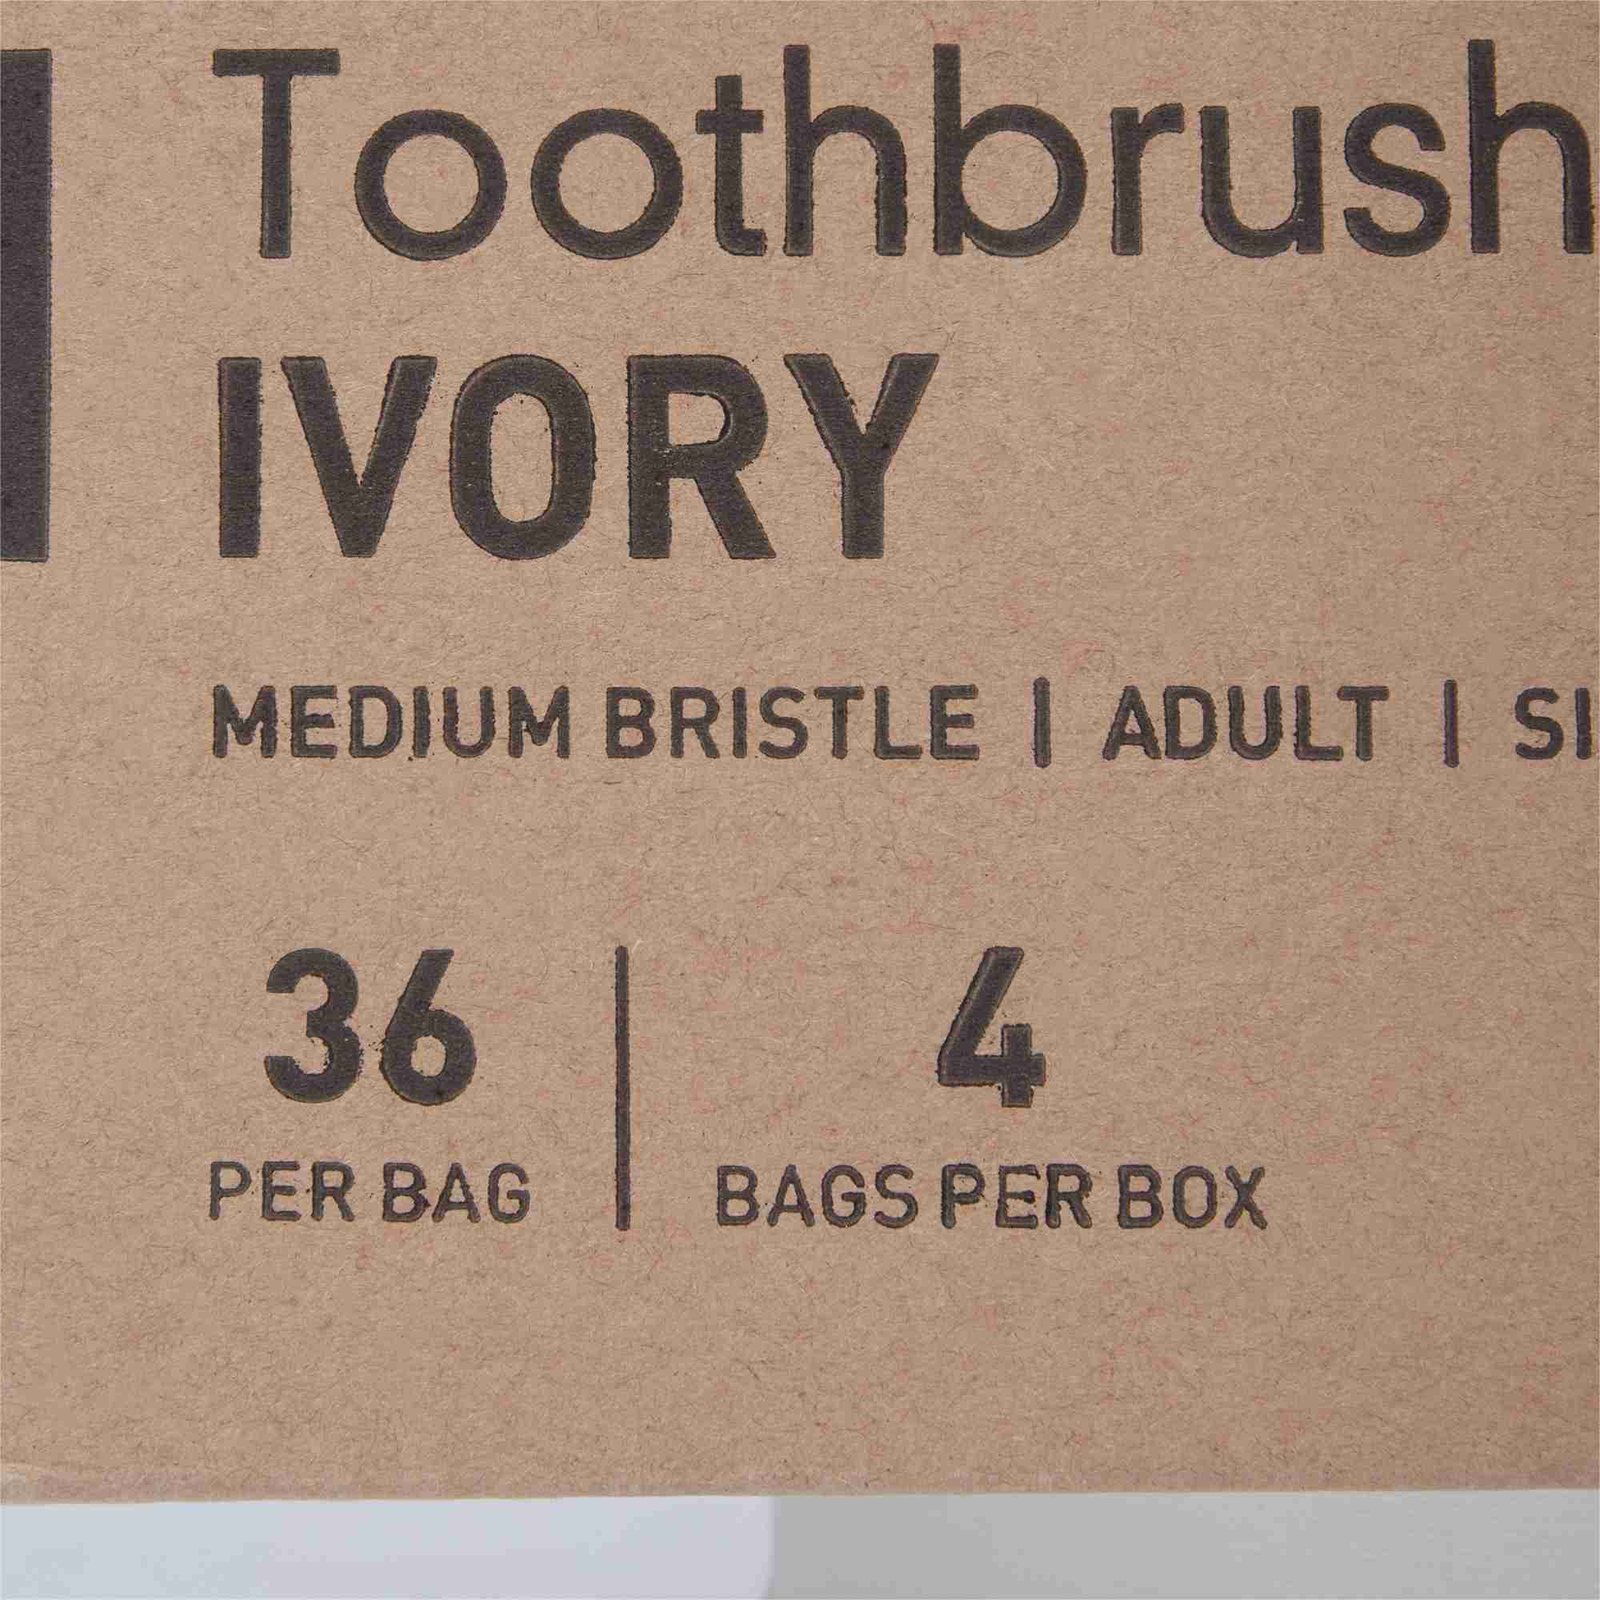 Toothbrush
IVORY
MEDIUM BRISTLE | ADULT |
36
PER BAG
4
BAGS PER BOX